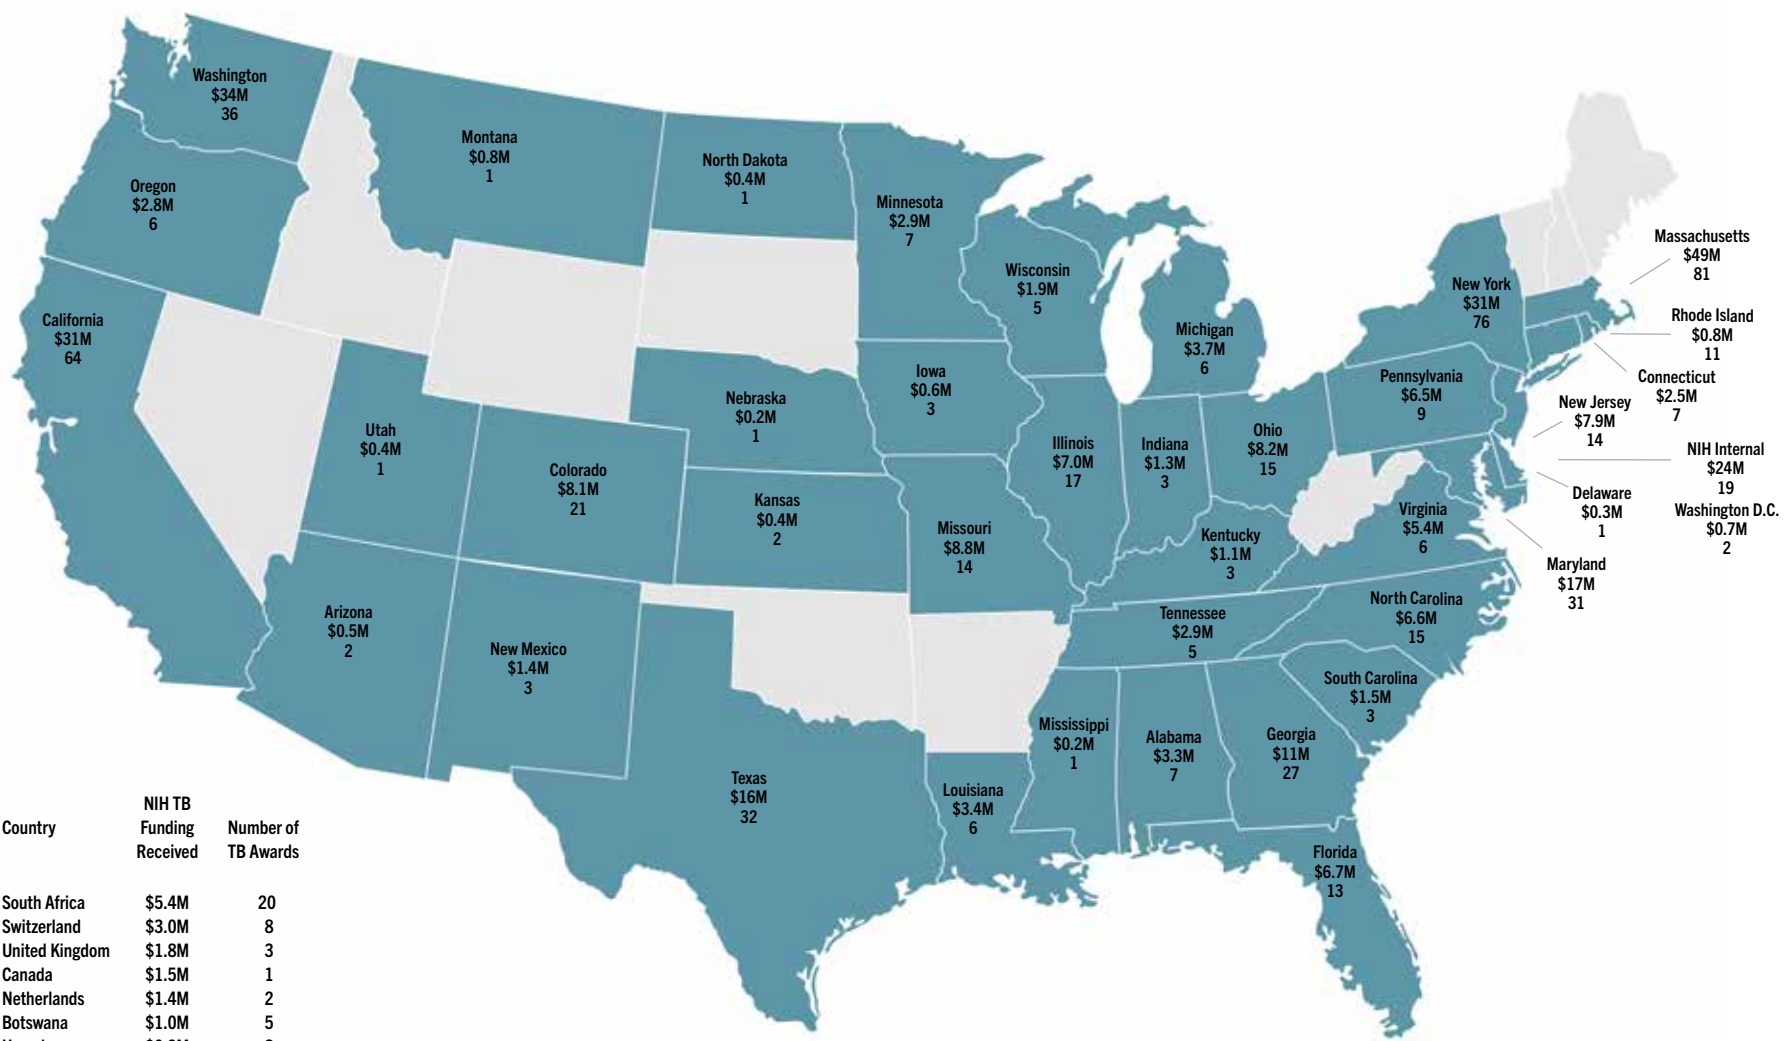 Washington
$34M
36
Montana
$0.8M
1
North Dakota
$0.4M
1
Oregon
$2.8M
6
Minnesota
$2.9M
7
Wisconsin
$1.9M
5
Michigan
$3.7M
6
New York
$31M
76
Massachusetts
$49M
81
Rhode Island
$0.8M
11
Connecticut
$2.5M
7
New Jersey
$7.9M
14
NIH Internal
$24M
19
Delaware
$0.3M
1
Washington D.C.
$0.7M
2
Maryland
$17M
31
California
$31M
64
Utah
$0.4M
1
Colorado
$8.1M
21
Nebraska
$0.2M
1
Kansas
$0.4M
2
Iowa
$0.6M
3
Missouri
$8.8M
14
Illinois
$7.0M
17
Indiana
$1.3M
3
Ohio
$8.2M
15
Pennsylvania
$6.5M
9
Kentucky
$1.1M
3
Virginia
$5.4M
6
Tennessee
$2.9M
5
North Carolina
$6.6M
15
South Carolina
$1.5M
3
Arizona
$0.5M
2
New Mexico
$1.4M
3
Texas
$16M
32
Louisiana
$3.4M
6
Mississippi
$0.2M
1
Alabama
$3.3M
7
Georgia
$11M
27
Florida
$6.7M
13
NIH TB
Country Funding Number of
Received TB Awards
South Africa $5.4M 20
Switzerland $3.0M 8
United Kingdom $1.8M 3
Canada $1.5M 1
Netherlands $1.4M 2
Botswana $1.0M 5